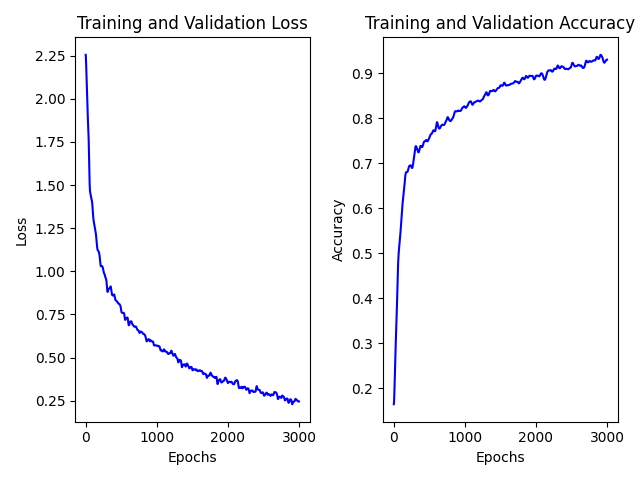 Training and Validation Loss
2.25
2.00
1.75
1.50
1.25
1.00
0.75
0.50
0.25
Loss
0 1000 2000 3000
Epochs
Training and Validation Accuracy
0.9
0.8
0.7
0.6
0.5
0.4
0.3
0.2
Accuracy
0 1000 2000 3000
Epochs